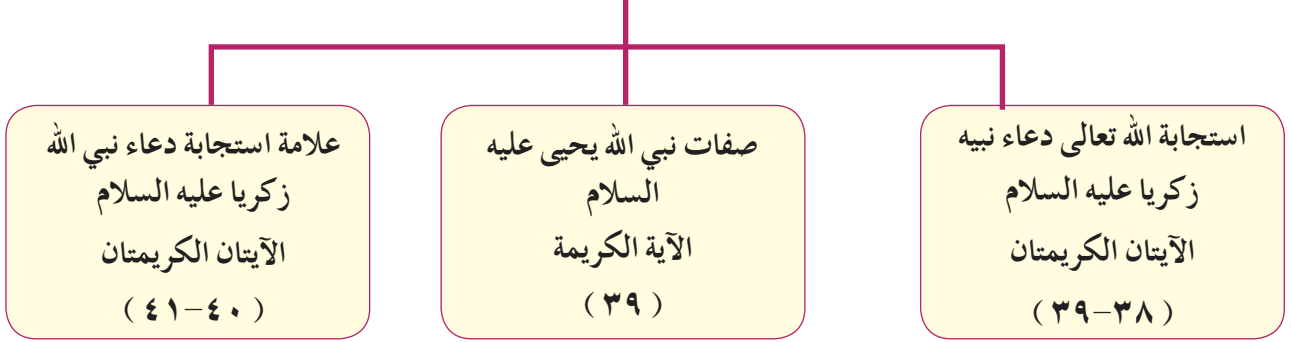 استجابة الله تعالى دعاء نبيه
زكريا عليه السلام
الآيتان الكريمتان
( ٣٨-٣٩ )
صفات نبي الله يحيى عليه
السلام
الآية الكريمة
( ٣٩ )
علامة استجابة دعاء نبي الله
زكريا عليه السلام
الآيتان الكريمتان
( ٤٠-٤١ )